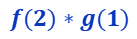 f(2) * g(1)